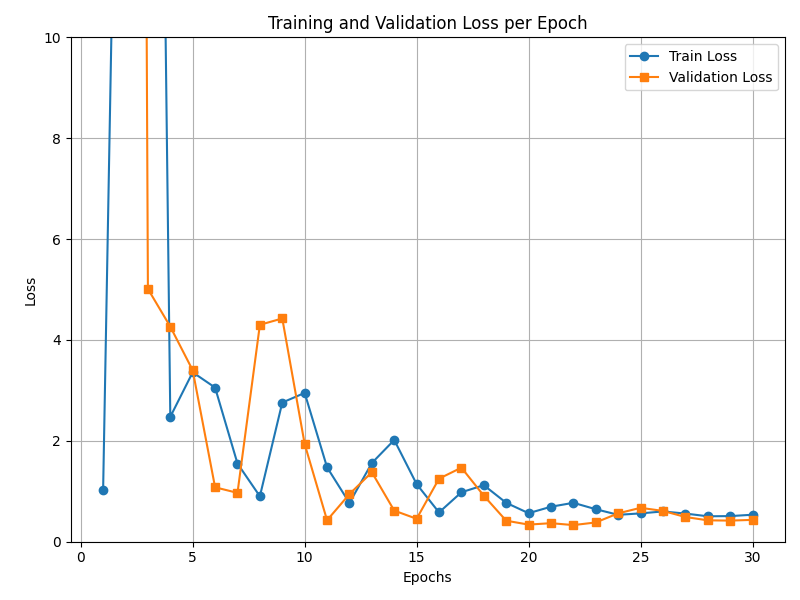 Training and Validation Loss per Epoch
Train Loss
Validation Loss
Loss
10
8
6
4
2
0
0 5 10 15 20 25 30
Epochs